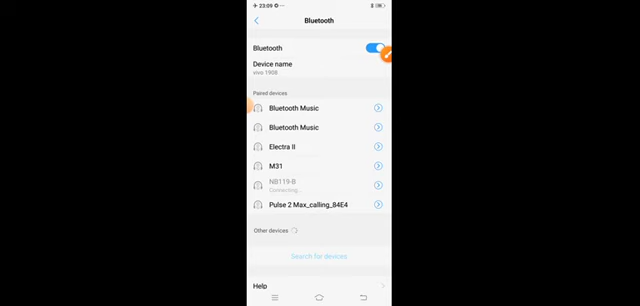 23:09
Bluetooth
Bluetooth
Device name
vivo 1908
Paired devices
Bluetooth Music
Bluetooth Music
Electra II
M31
NB119-B
Connecting...
Pulse 2 Max_calling_84E4
Other devices
Search for devices
Help